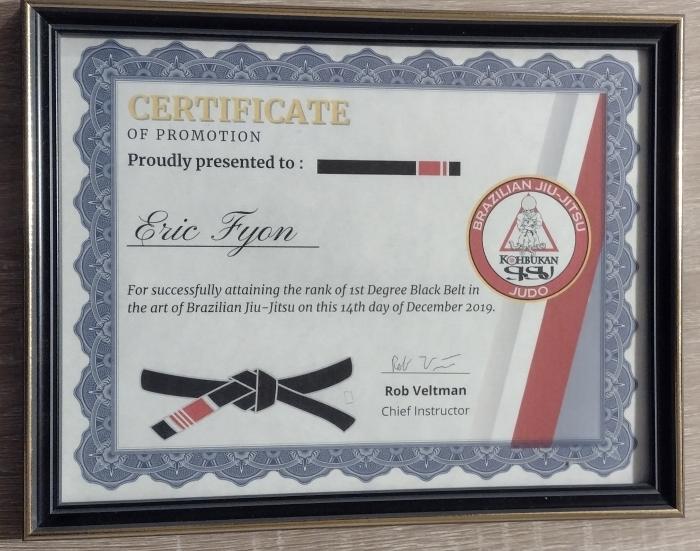 CERTIFICATE
OF PROMOTION
Proudly presented to :
Eric Fyon
For successfully attaining the rank of 1st Degree Black Belt in
the art of Brazilian Jiu-Jitsu on this 14th day of December 2019.
BRAZILIAN JIU-JITSU
KOHBUKAN
JUDO
Rob Veltman
Chief Instructor